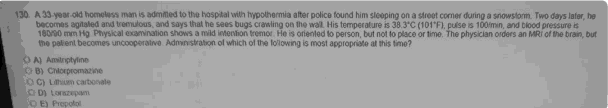 130. A 33-year-old homeless man is admitted to the hospital with hypothermia after police found him sleeping on a street corner during a snowstorm. Two days later, he
becomes agitated and tremulous, and says that he sees bugs crawling on the wall. His temperature is 38.3°C (101°F), pulse is 100/min, and blood pressure is
160/90 mm Hg. Physical examination shows a mild intention tremor. He is oriented to person, but not to place or time. The physician orders an MRI of the brain, but
the patient becomes uncooperative. Administration of which of the following is most appropriate at this time?
A) Amitriptyline
B) Chlorpromazine
C) Lithium carbonate
D) Lorazepam
E) Propofol